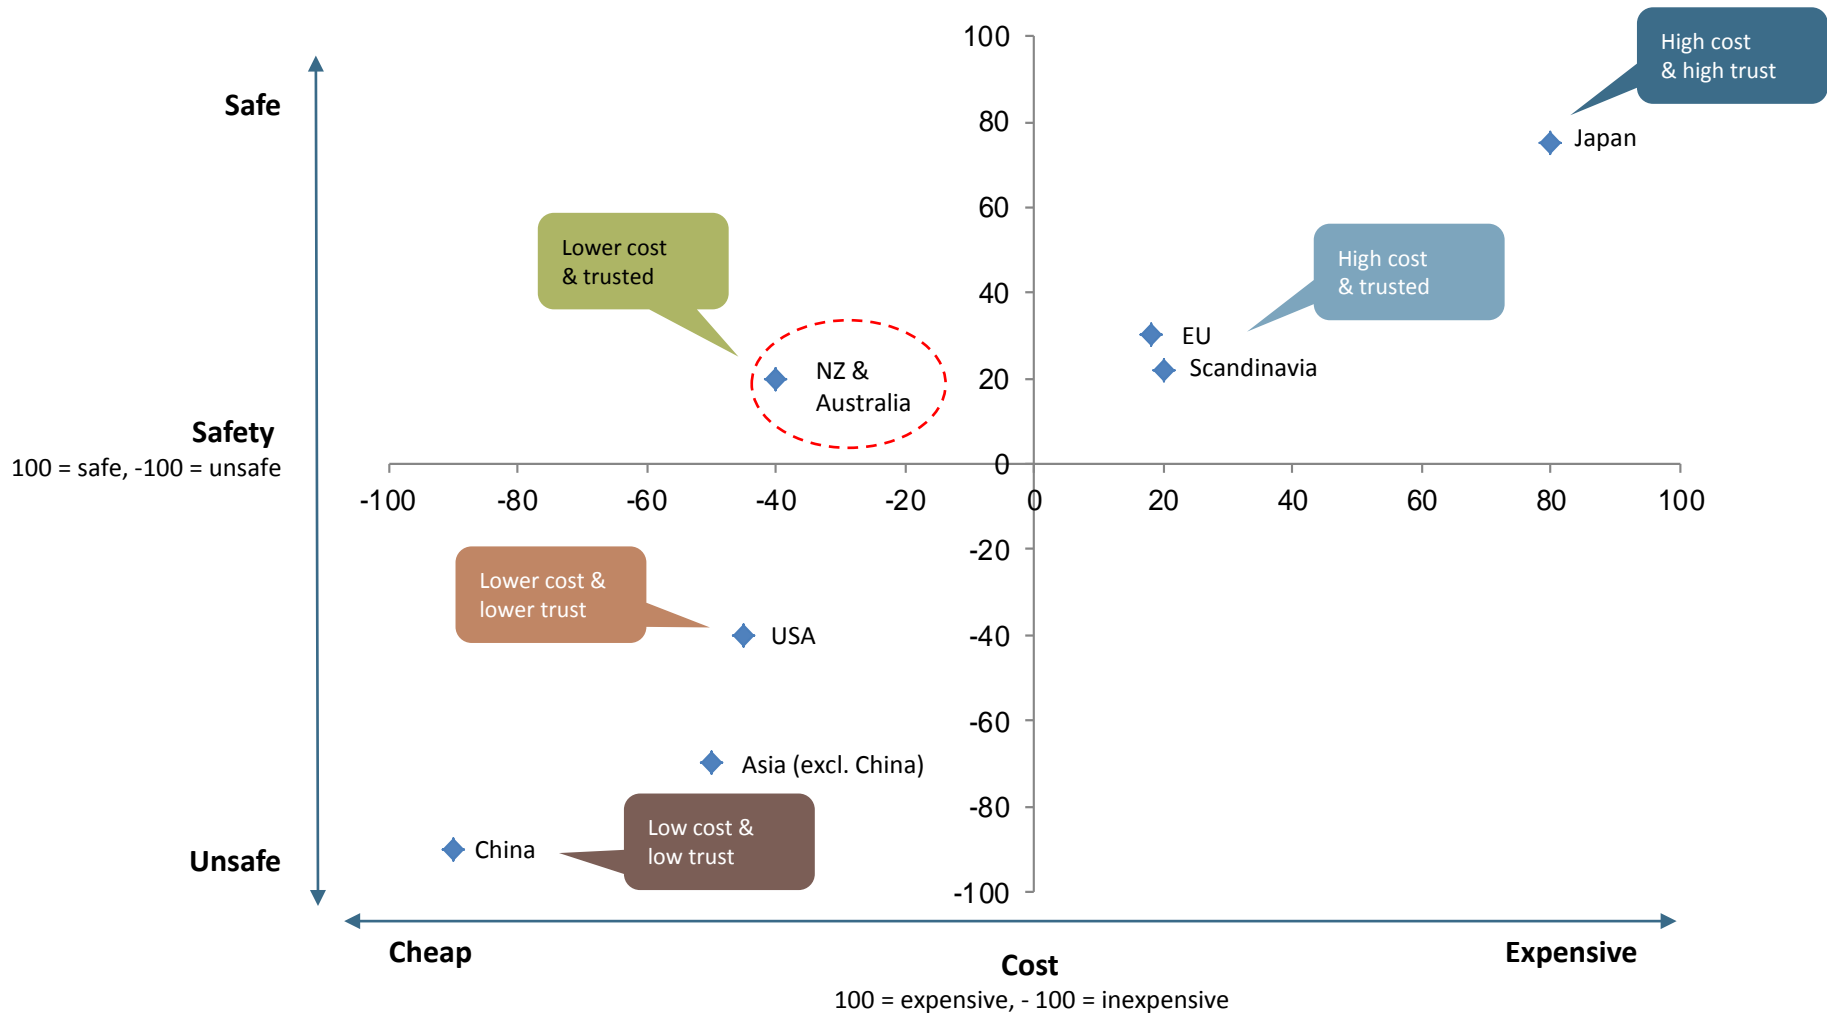 High cost
& high trust
100
Safe
80
Japan
60
Lower cost
& trusted
High cost
& trusted
40
EU
Scandinavia
NZ &
Australia
20
Safety
100 = safe, -100 = unsafe
0
-100
-80
-60
-40
-20
0
20
40
60
80
100
-20
Lower cost &
lower trust
USA
-40
-60
Asia (excl. China)
-80
Low cost &
low trust
China
Unsafe
-100
Cheap
Expensive
Cost
100 = expensive, - 100 = inexpensive